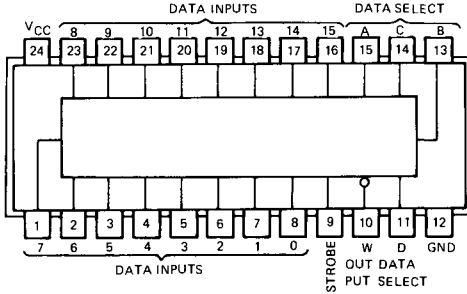 DATA INPUTS DATA SELECT
VCC 8 9 10 11 12 13 14 15 A C B
24 23 22 21 20 19 18 17 16 15 14 13
1 2 3 4 5 6 7 8 9 10 11 12
7 6 5 4 3 2 1 0 STROBE W D GND
DATA INPUTS OUT DATA
PUT SELECT